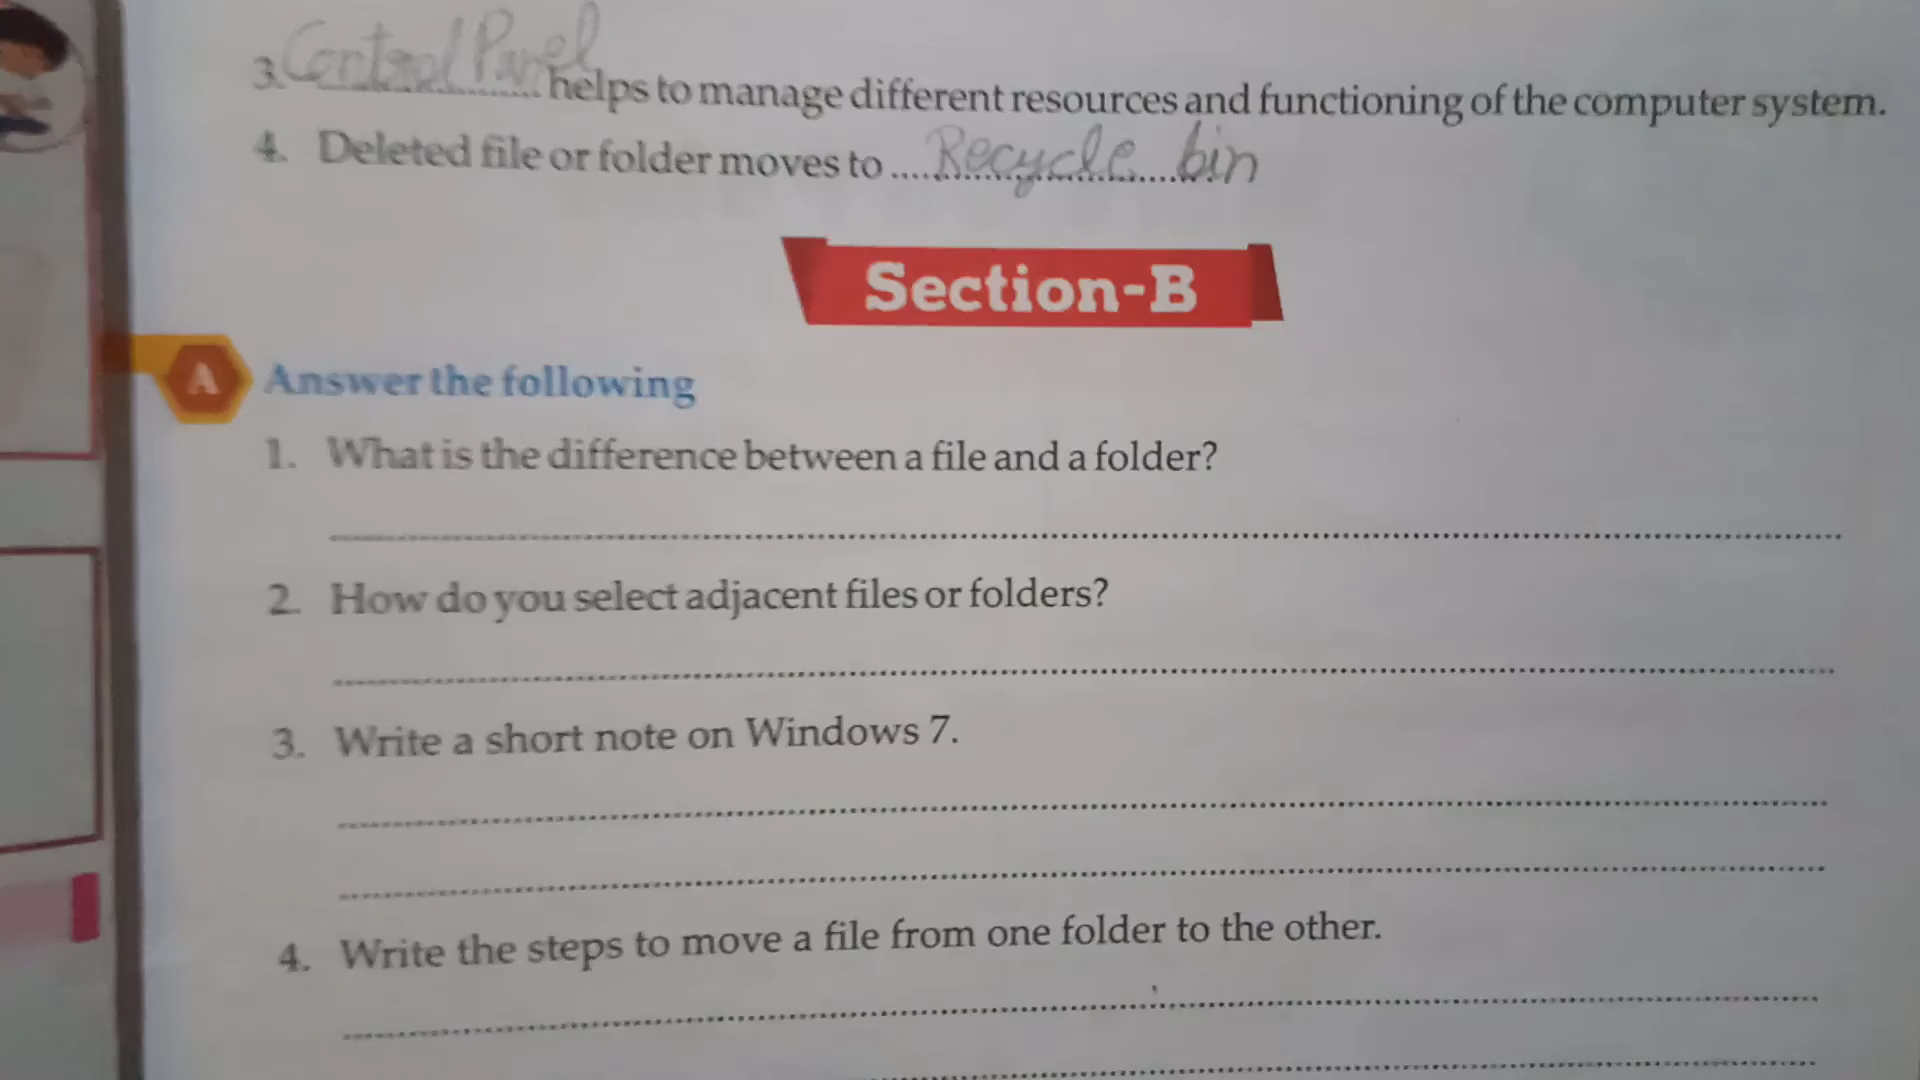 3. Control Panel helps to manage different resources and functioning of the computer system.
4. Deleted file or folder moves to ..... Recycle bin
Section-B
A Answer the following
1. What is the difference between a file and a folder?
2. How do you select adjacent files or folders?
3. Write a short note on Windows 7.
4. Write the steps to move a file from one folder to the other.